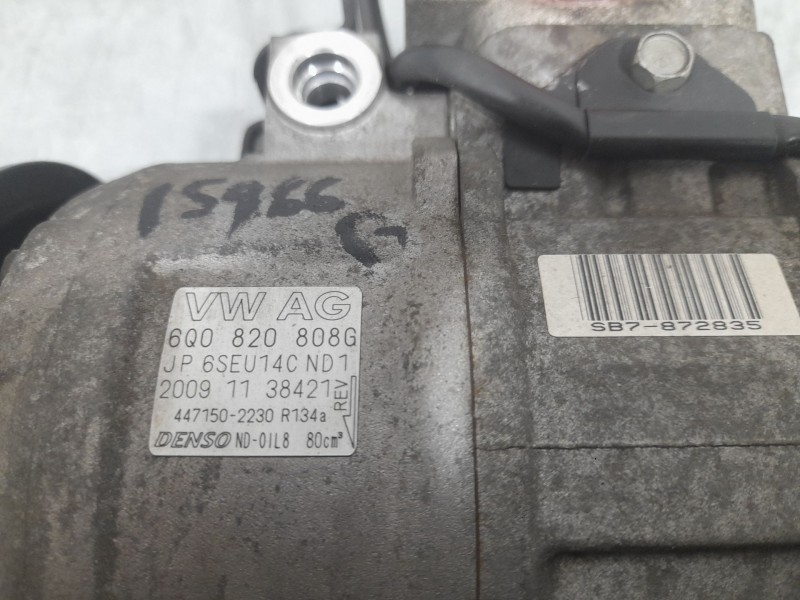 15966
G
VW AG
6Q0 820 808G
JP 6SEU14C ND1
2009 11 38421
REV
447150-2230 R134a
DENSO ND-OIL8 80cm³
SB7-872835